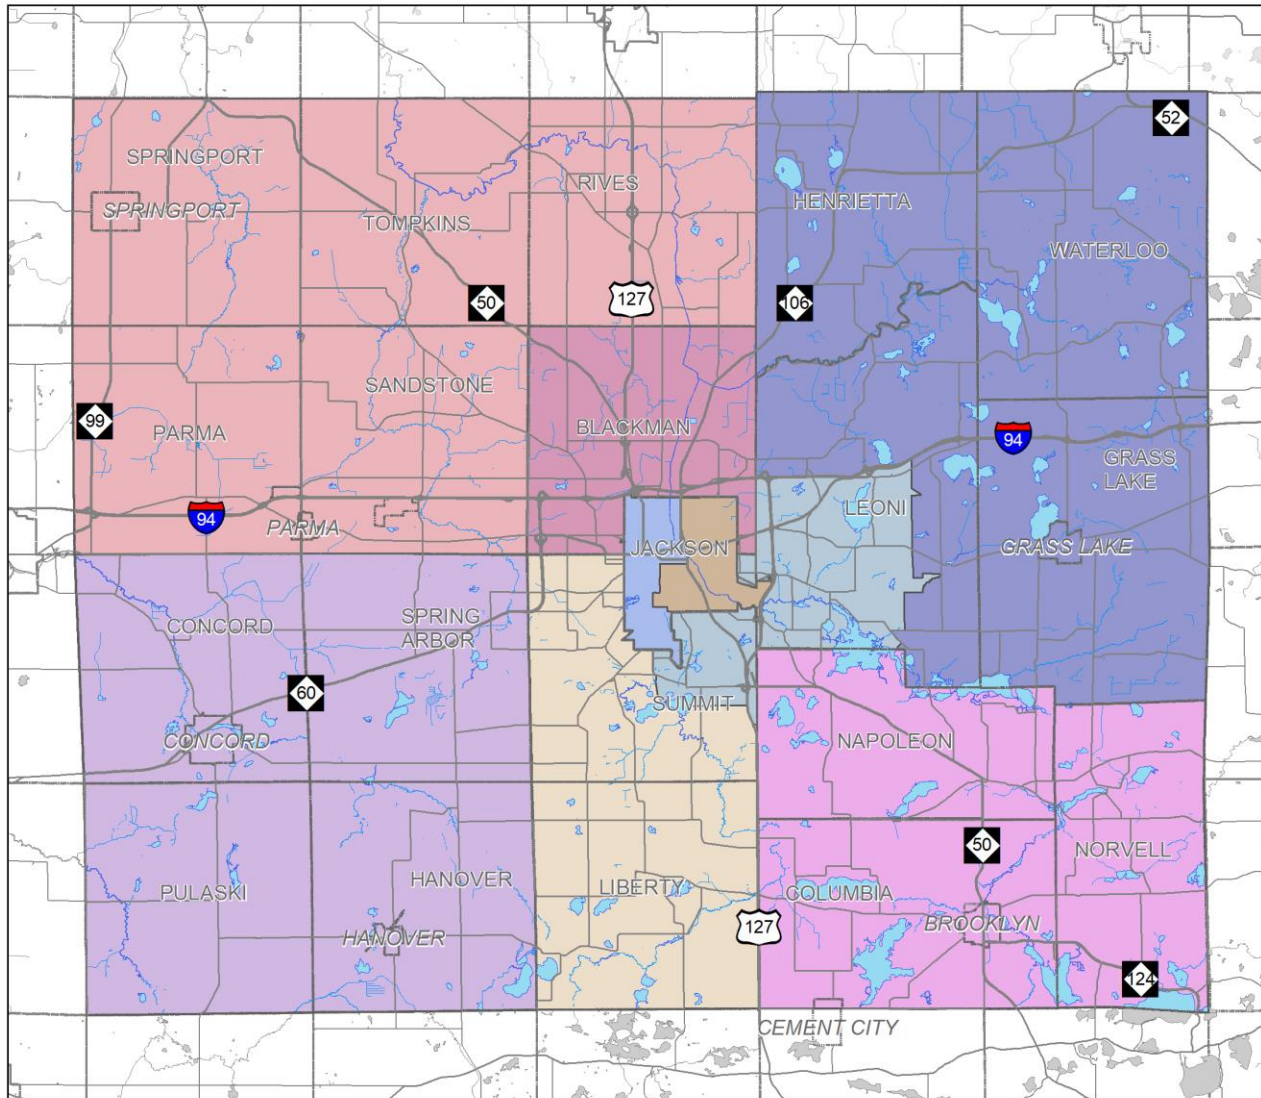 52
SPRINGPORT
RIVES
HENRIETTA
SPRINGPORT
TOMPKINS
WATERLOO
50
127
106
SANDSTONE
99
PARMA
BLACKMAN
94
GRASS
LAKE
LEONI
94
PARMA
JACKSON
GRASS LAKE
CONCORD
SPRING
ARBOR
60
SUMMIT
CONCORD
NAPOLEON
50
NORVELL
PULASKI
HANOVER
LIBERTY
COLUMBIA
HANOVER
127
BROOKLYN
124
CEMENT CITY